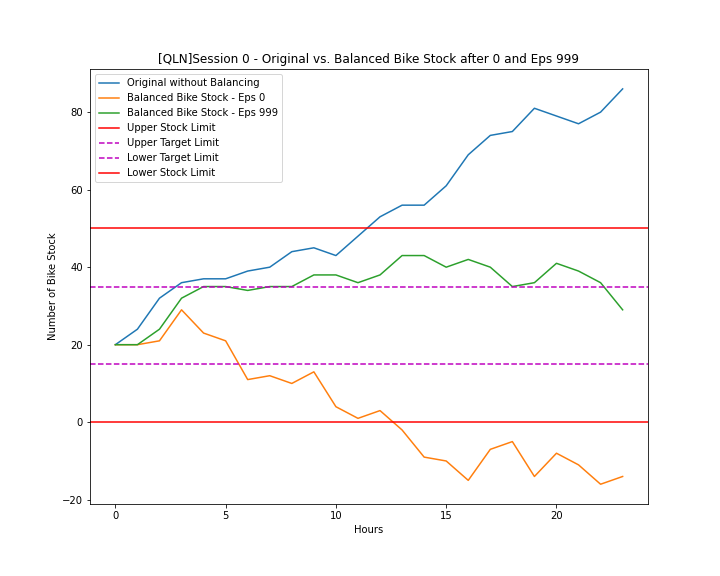 [QLN]Session 0 - Original vs. Balanced Bike Stock after 0 and Eps 999
Original without Balancing
Balanced Bike Stock - Eps 0
Balanced Bike Stock - Eps 999
Upper Stock Limit
Upper Target Limit
Lower Target Limit
Lower Stock Limit
Number of Bike Stock
80
60
40
20
0
−20
0 5 10 15 20
Hours